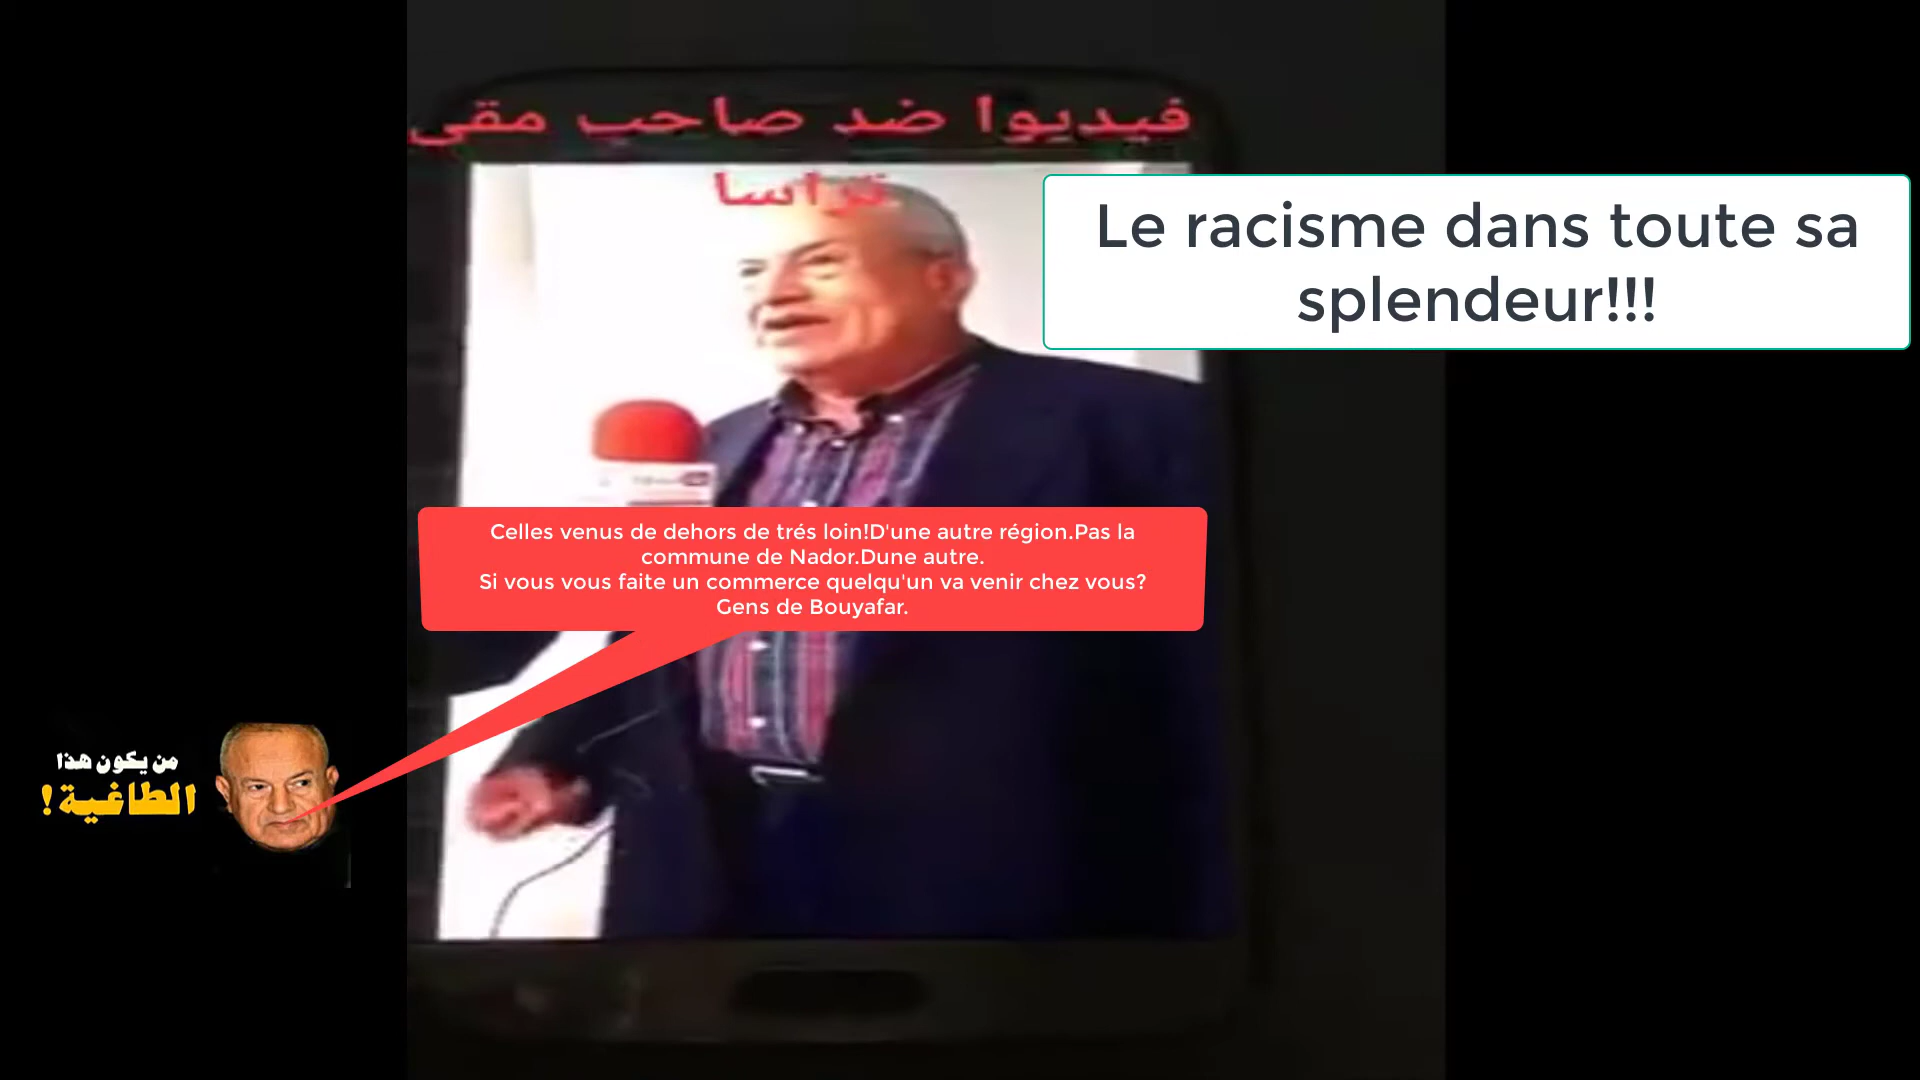 فيديوا ضد صاحب مقهى
تراسا
Le racisme dans toute sa
splendeur!!!
Celles venus de dehors de trés loin!D'une autre région.Pas la
commune de Nador.Dune autre.
Si vous vous faite un commerce quelqu'un va venir chez vous?
Gens de Bouyafar.
من يكون هذا
الطاغية !